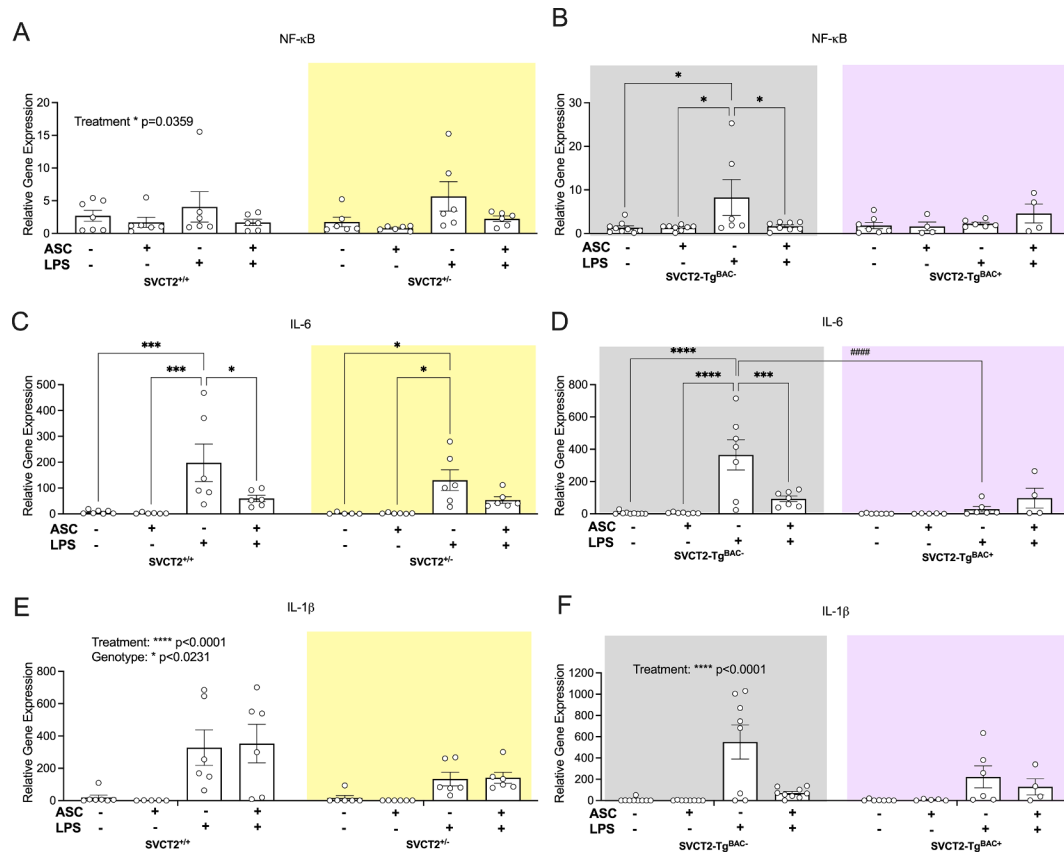 A
NF-κB
Relative Gene Expression
20
15
10
5
0
Treatment * p=0.0359
ASC - + - + - + - +
LPS - - + + - - + +
SVCT2+/+ SVCT2+/-
B
NF-κB
Relative Gene Expression
30
20
10
0
* * *
ASC - + - + - + - +
LPS - - + + - - + +
SVCT2-TgBAC- SVCT2-TgBAC+
C
IL-6
Relative Gene Expression
500
400
300
200
100
0
*** *
*** * *
ASC - + - + - + - +
LPS - - + + - - + +
SVCT2+/+ SVCT2+/-
D
IL-6
Relative Gene Expression
800
600
400
200
0
**** ####
**** ***
ASC - + - + - + - +
LPS - - + + - - + +
SVCT2-TgBAC- SVCT2-TgBAC+
E
IL-1β
Relative Gene Expression
800
600
400
200
0
Treatment: **** p<0.0001
Genotype: * p<0.0231
ASC - + - + - + - +
LPS - - + + - - + +
SVCT2+/+ SVCT2+/-
F
IL-1β
Relative Gene Expression
1200
1000
800
600
400
200
0
Treatment: **** p<0.0001
ASC - + - + - + - +
LPS - - + + - - + +
SVCT2-TgBAC- SVCT2-TgBAC+